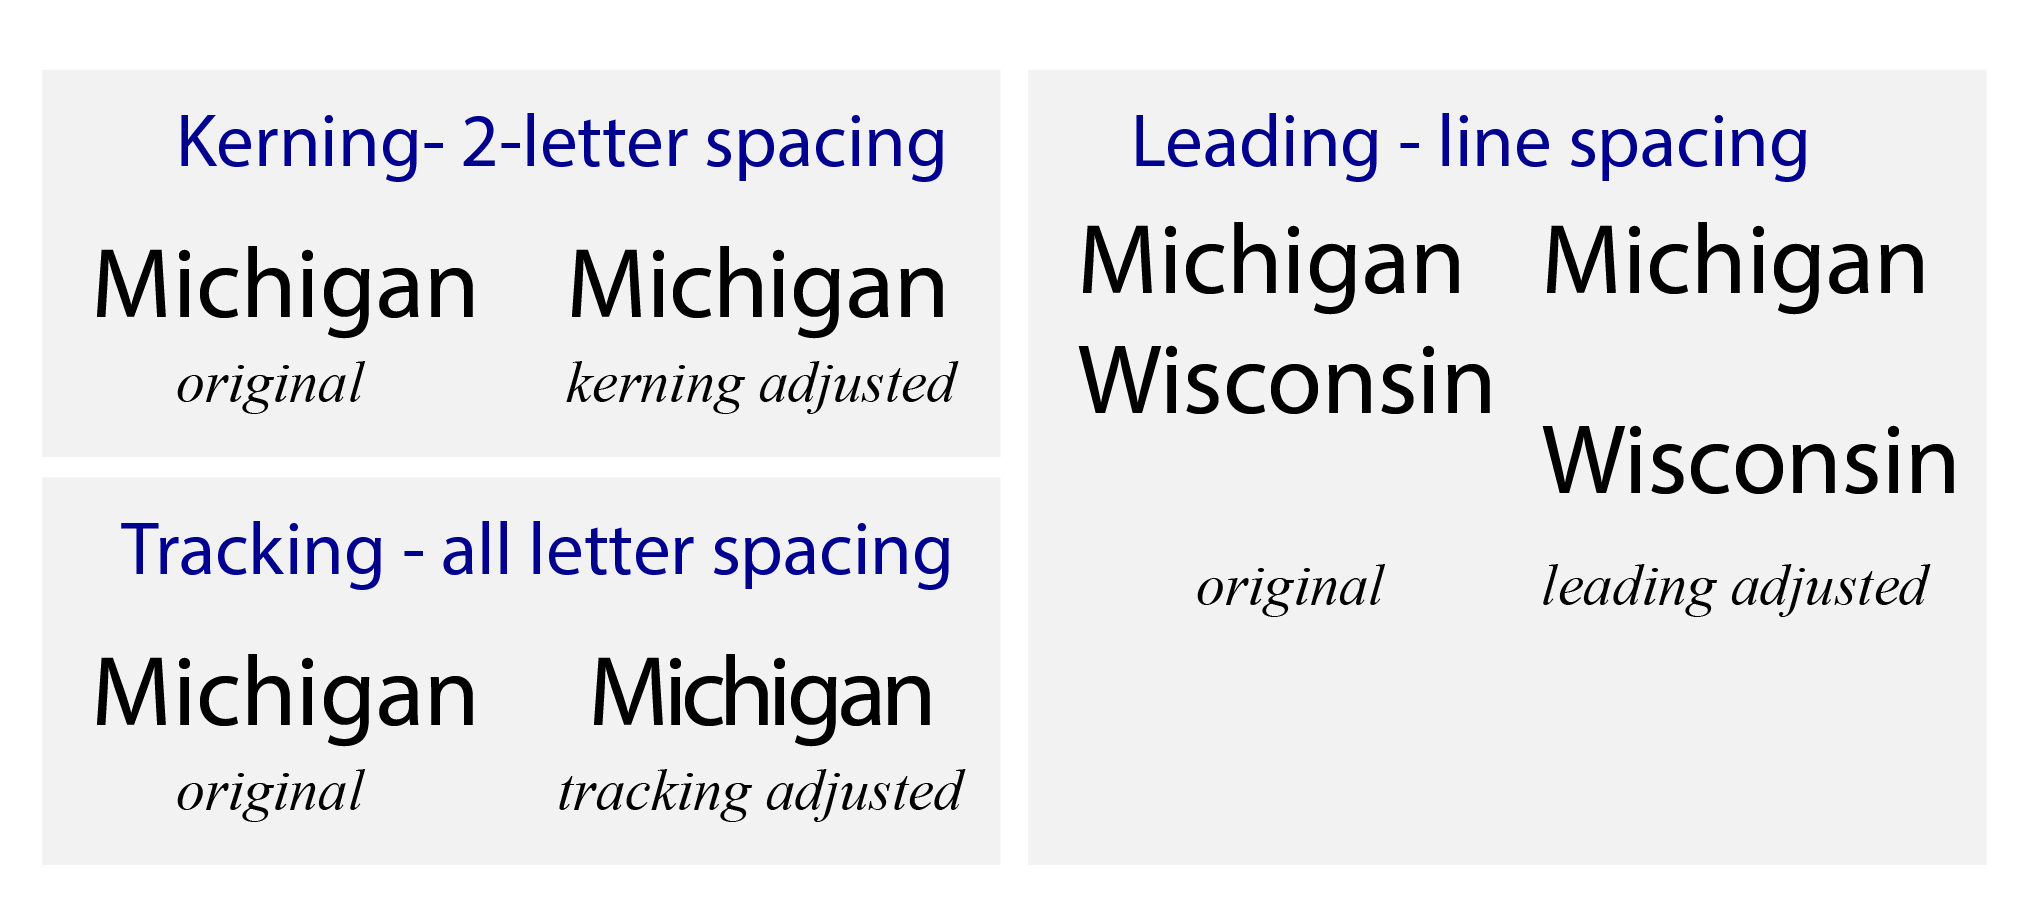 Kerning- 2-letter spacing
Michigan Michigan
original kerning adjusted
Tracking - all letter spacing
Michigan Michigan
original tracking adjusted
Leading - line spacing
Michigan Michigan
Wisconsin
Wisconsin
original leading adjusted